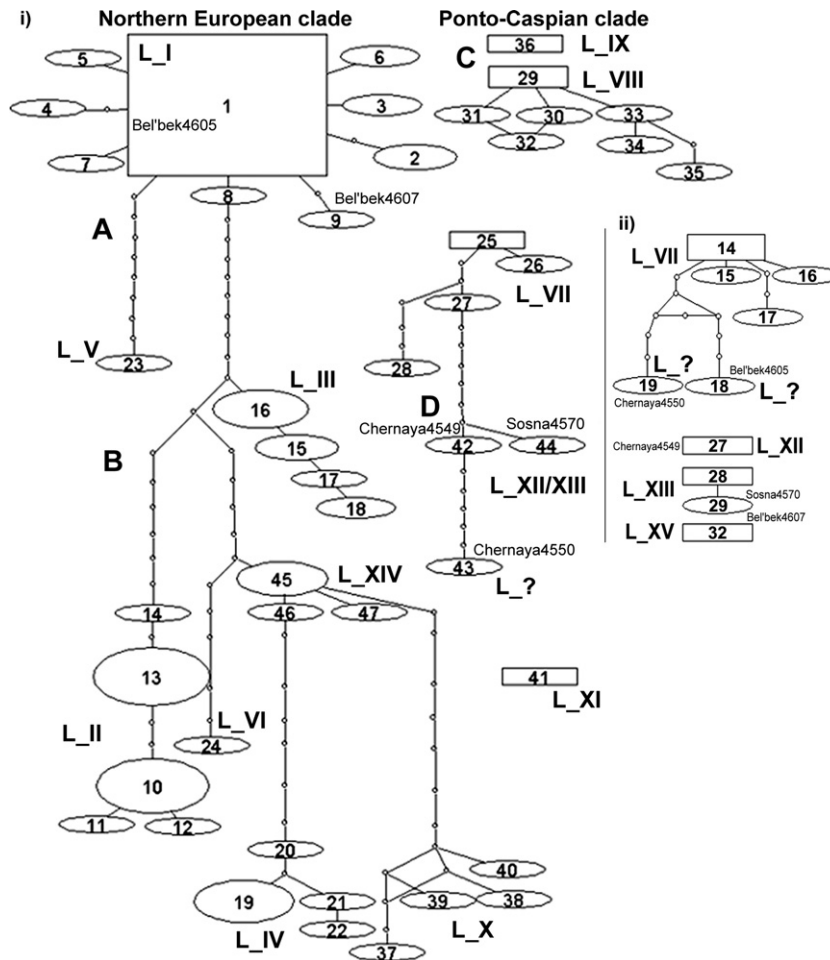 i) Northern European clade Ponto-Caspian clade
L_I
5
6
4
1
3
Bel'bek4605
7
2
8
9
Bel'bek4607
36 L_IX
C
29 L_VIII
31 30 33
32 34
35
A
L_V
23
25
26
L_VII
27
28
ii)
14
L_VII
15 16
17
L_?
19
Chernaya4550
Bel'bek4605
18 L_?
L_III
16
15
17
18
D
Chernaya4549 Sosna4570
42 44
L_XII/XIII
Chernaya4550
43
L_?
Chernaya4549 27 L_XII
28
L_XIII
29 Sosna4570
Bel'bek4607
L_XV 32
B
45 L_XIV
14 46 47
13
41
L_XI
L_VI
24
L_II
10
11 12
20
40
19 21 39 38
22
L_IV
L_X
37